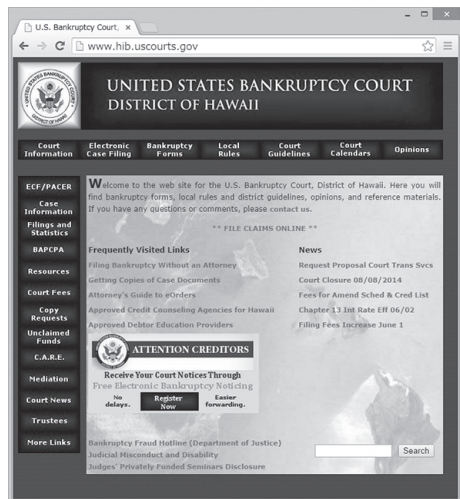 U.S. Bankruptcy Court,
www.hib.uscourts.gov
UNITED STATES BANKRUPTCY COURT
DISTRICT OF HAWAII
Court Information
Electronic Case Filing
Bankruptcy Forms
Local Rules
Court Guidelines
Court Calendars
Opinions
ECF/PACER
Case Information
Filings and Statistics
BAPCPA
Resources
Court Fees
Copy Requests
Unclaimed Funds
C.A.R.E.
Mediation
Court News
Trustees
More Links
Welcome to the web site for the U.S. Bankruptcy Court, District of Hawaii. Here you will
find bankruptcy forms, local rules and district guidelines, opinions, and reference materials.
If you have any questions or comments, please contact us.
** FILE CLAIMS ONLINE **
Frequently Visited Links
Filing Bankruptcy Without an Attorney
Getting Copies of Case Documents
Attorney's Guide to eOrders
Approved Credit Counseling Agencies for Hawaii
Approved Debtor Education Providers
News
Request Proposal Court Trans Svcs
Court Closure 08/08/2014
Fees for Amend Sched & Cred List
Chapter 13 Int Rate Eff 06/02
Filing Fees Increase June 1
ATTENTION CREDITORS
Receive Your Court Notices Through
Free Electronic Bankruptcy Noticing
No delays.
Register Now
Easier forwarding.
Bankruptcy Fraud Hotline (Department of Justice)
Judicial Misconduct and Disability
Judges' Privately Funded Seminars Disclosure
Search